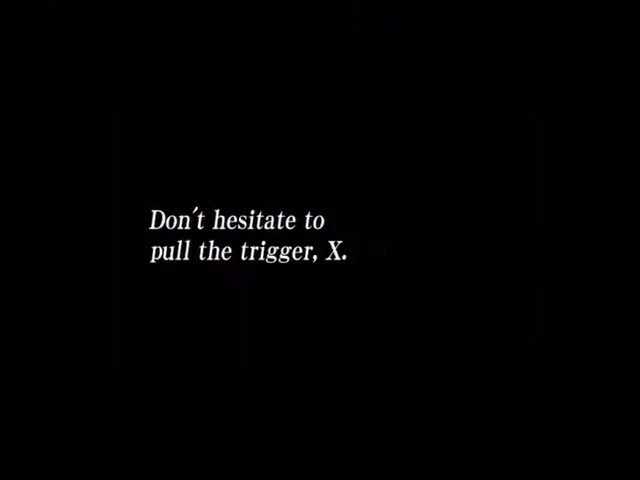 Don't hesitate to
pull the trigger, X.